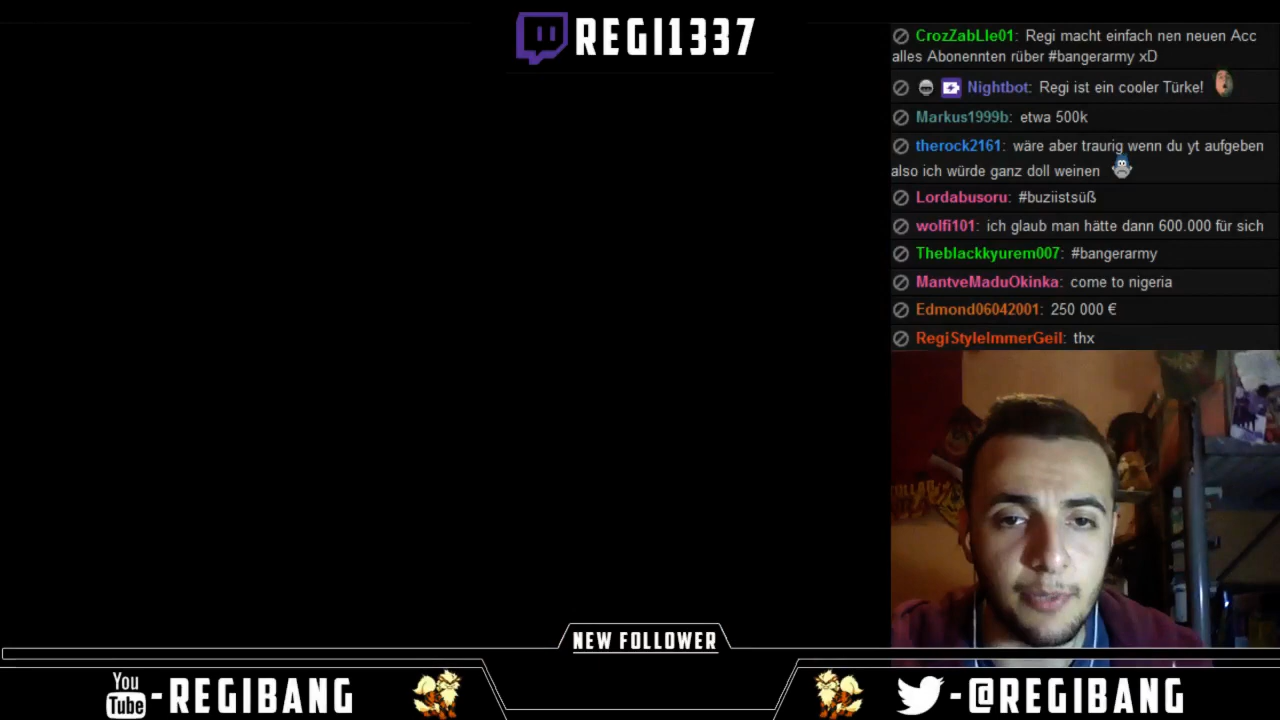 REGI1337
CrozZabLIe01: Regi macht einfach nen neuen Acc
alles Abonennten rüber #bangerarmy xD
Nightbot: Regi ist ein cooler Türke!
Markus1999b: etwa 500k
therock2161: wäre aber traurig wenn du yt aufgeben
also ich würde ganz doll weinen
Lordabusoru: #buziistsüß
wolfi101: ich glaub man hätte dann 600.000 für sich
Theblackkyurem007: #bangerarmy
MantveMaduOkinka: come to nigeria
Edmond06042001: 250 000 €
RegiStyleImmerGeil: thx
NEW FOLLOWER
You
Tube -REGIBANG
-@REGIBANG